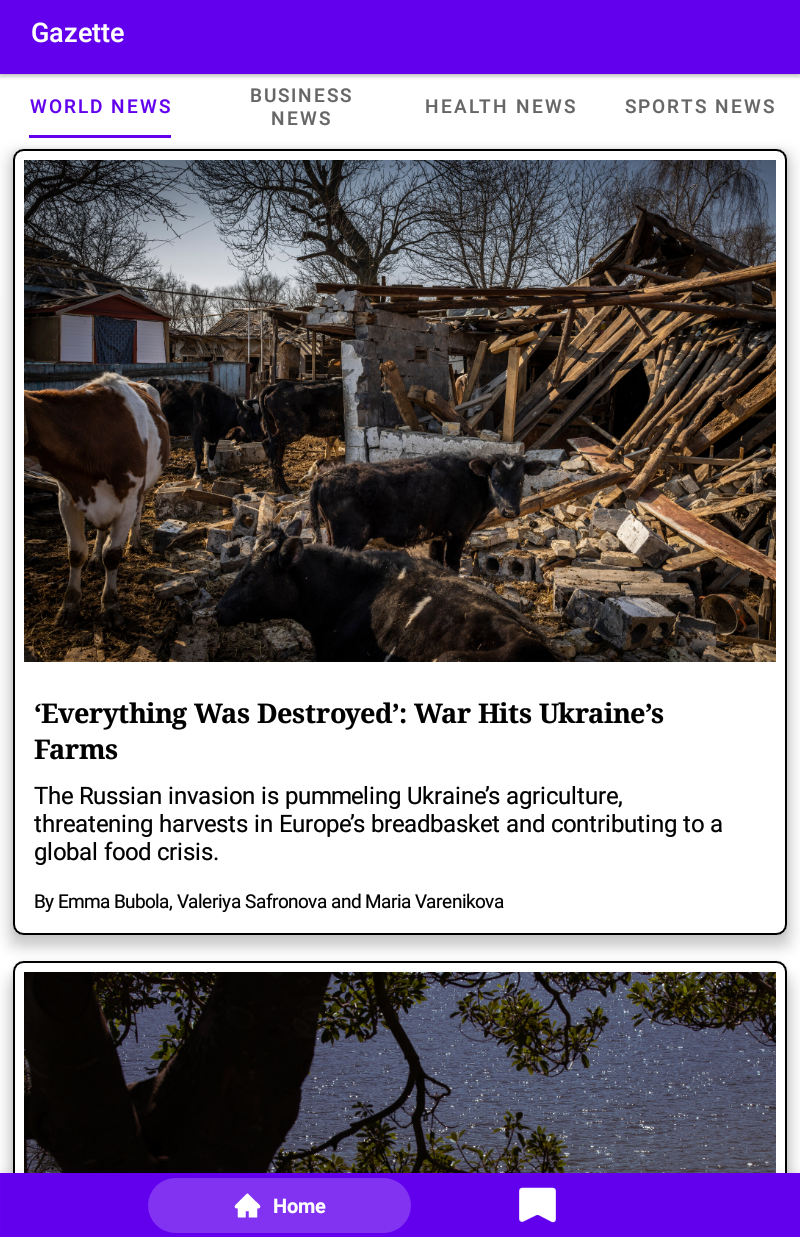 Gazette
WORLD NEWS
BUSINESS
NEWS
HEALTH NEWS
SPORTS NEWS
‘Everything Was Destroyed’: War Hits Ukraine’s
Farms
The Russian invasion is pummeling Ukraine’s agriculture,
threatening harvests in Europe’s breadbasket and contributing to a
global food crisis.
By Emma Bubola, Valeriya Safronova and Maria Varenikova
Home